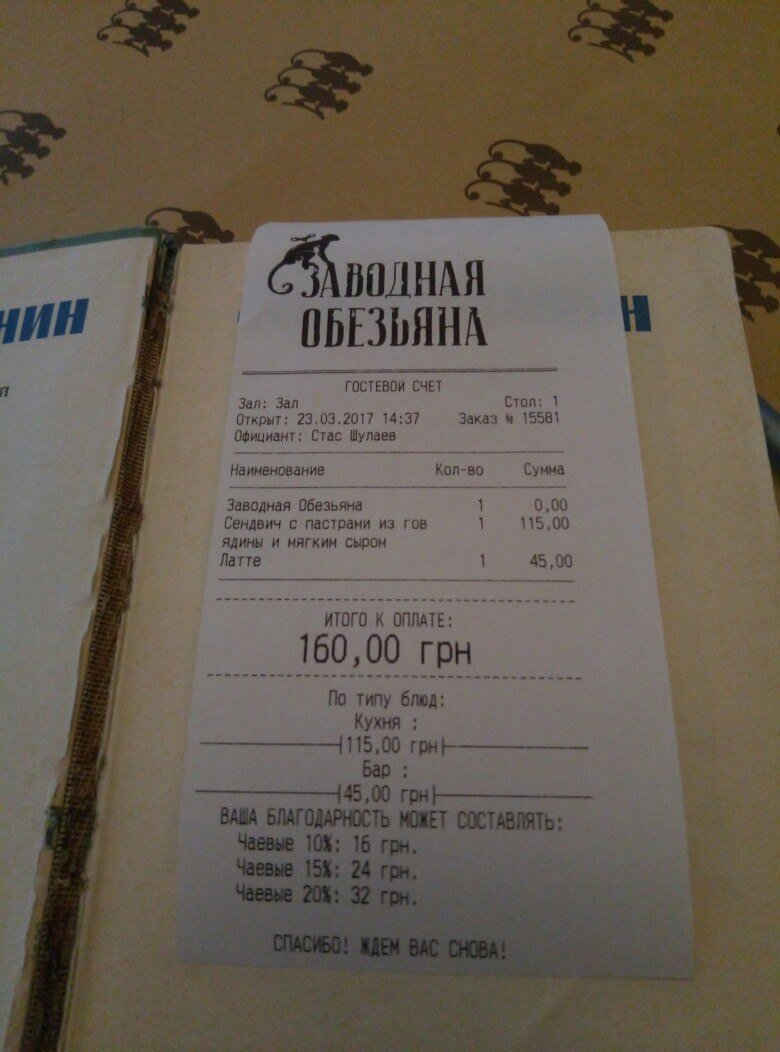 НИН
Н
ЗАВОДНАЯ
ОБЕЗЬЯНА
ГОСТЕВОЙ СЧЕТ
Зал: Зал Стол: 1
Открыт: 23.03.2017 14:37 Заказ № 15581
Официант: Стас Шулаев
Наименование Кол-во Сумма
Заводная Обезьяна 1 0,00
Сендвич с пастрами из гов 1 115,00
ядины и мягким сыром
Латте 1 45,00
ИТОГО К ОПЛАТЕ:
160,00 грн
По типу блюд:
Кухня :
115,00 грн
Бар :
45,00 грн
ВАША БЛАГОДАРНОСТЬ МОЖЕТ СОСТАВЛЯТЬ:
Чаевые 10%: 16 грн.
Чаевые 15%: 24 грн.
Чаевые 20%: 32 грн.
СПАСИБО! ЖДЕМ ВАС СНОВА!